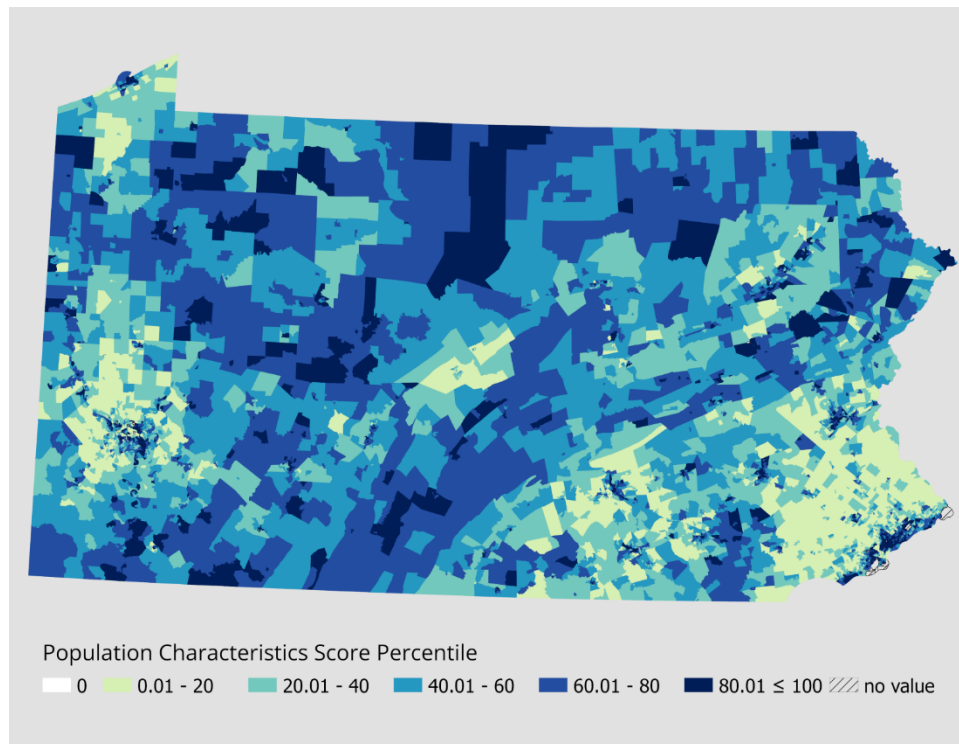 Population Characteristics Score Percentile
0 0.01 - 20 20.01 - 40 40.01 - 60 60.01 - 80 80.01 ≤ 100 no value